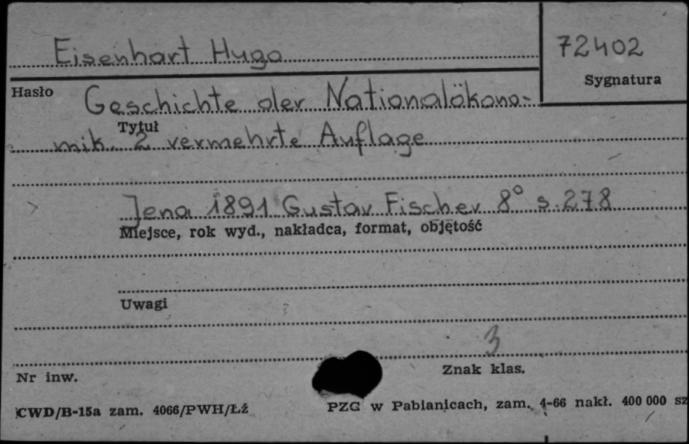 Eisenhart Hugo
72402
Sygnatura
Hasło
Geschichte der Nationalökono-
Tytuł
mik. 2 vermehrte Auflage
Jena 1891 Gustav Fischer 8° s. 278
Miejsce, rok wyd., nakładca, format, objętość
Uwagi
3
Nr inw.
Znak klas.
CWD/B-15a zam. 4066/PWH/Łź
PZG w Pabianicach, zam. 4-66 nakł. 400 000 sz